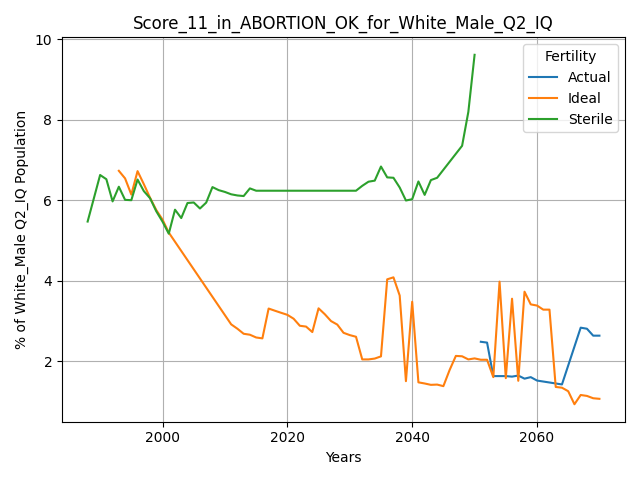 Score_11_in_ABORTION_OK_for_White_Male_Q2_IQ
% of White_Male Q2_IQ Population
10
8
6
4
2
2000
2020
2040
2060
Years
Fertility
Actual
Ideal
Sterile